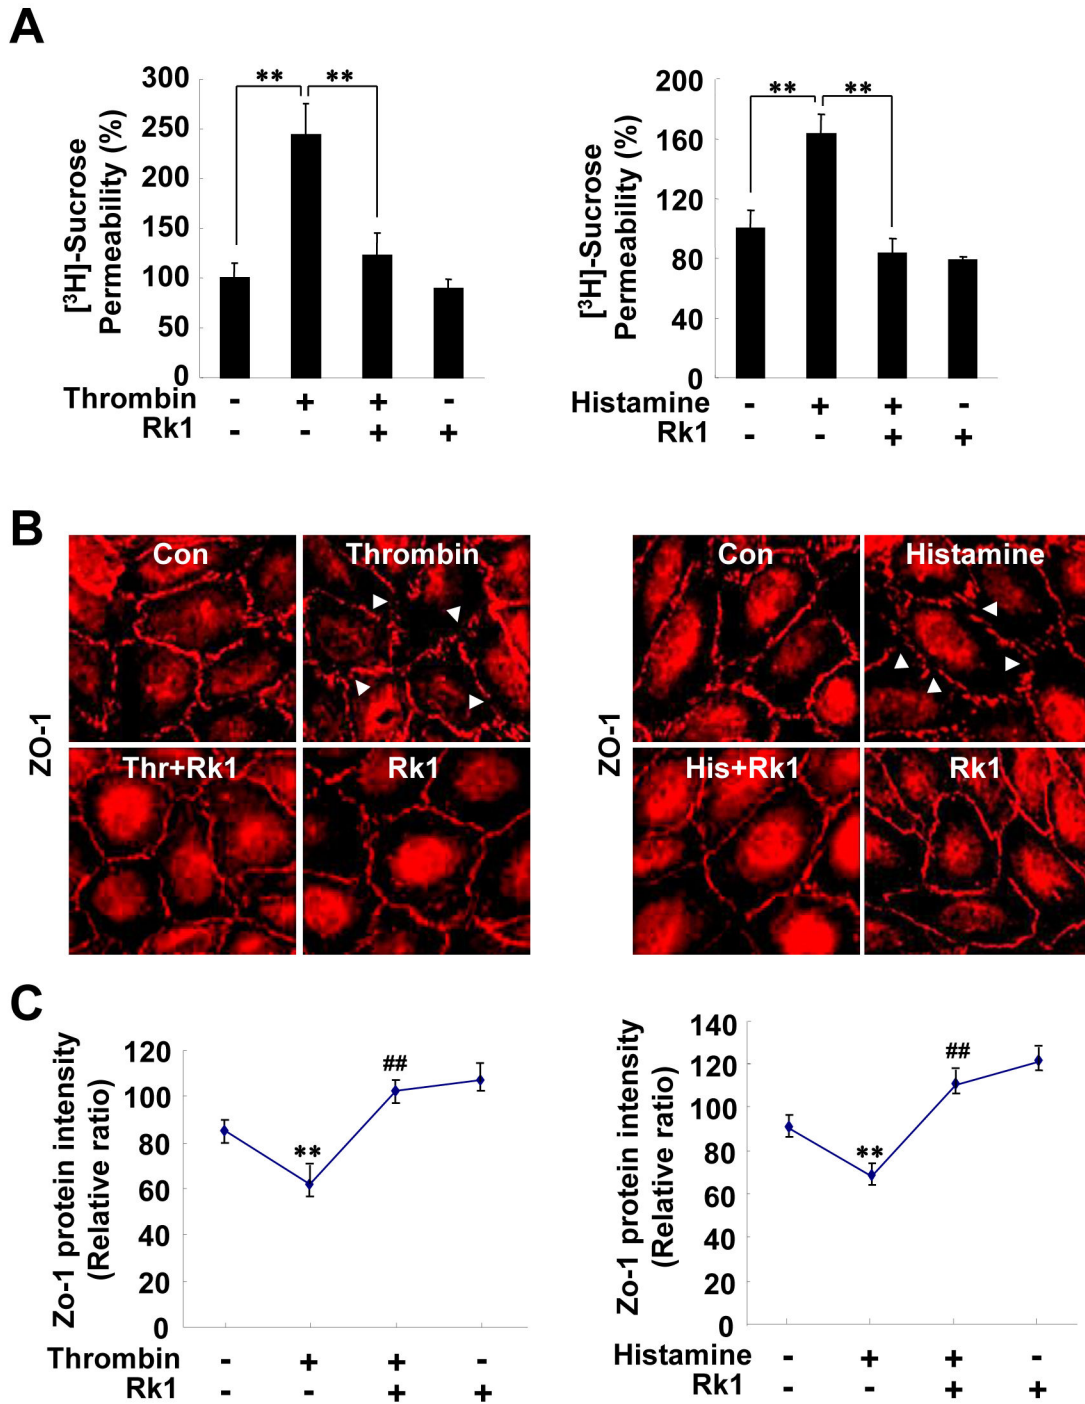 A
[³H]-Sucrose
Permeability (%)
300
250
200
150
100
50
0
** **
Thrombin - + + -
Rk1 - - + +
[³H]-Sucrose
Permeability (%)
200
160
120
80
40
0
** **
Histamine - + + -
Rk1 - - + +
B
ZO-1
Con Thrombin
Thr+Rk1 Rk1
ZO-1
Con Histamine
His+Rk1 Rk1
C
Zo-1 protein intensity
(Relative ratio)
120
100
80
60
40
20
0
**
##
Thrombin - + + -
Rk1 - - + +
Zo-1 protein intensity
(Relative ratio)
140
120
100
80
60
40
20
0
**
##
Histamine - + + -
Rk1 - - + +